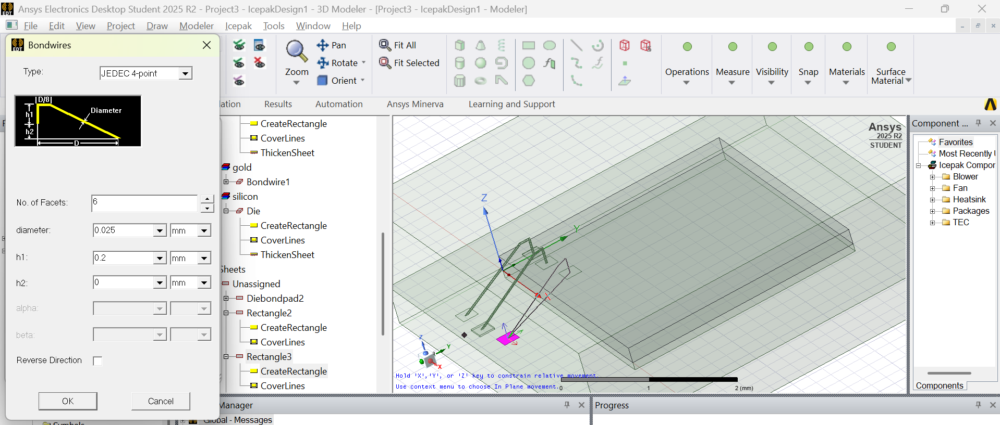 Ansys Electronics Desktop Student 2025 R2 - Project3 - IcepakDesign1 - 3D Modeler - [Project3 - IcepakDesign1 - Modeler]
File Edit View Project Draw Modeler Icepak Tools Window Help
EDT
Bondwires
Type:
JEDEC 4-point
D/8
h1
h2
Diameter
D
No. of Facets:
6
diameter:
0.025
mm
h1:
0.2
mm
h2:
0
mm
alpha:
beta:
Reverse Direction
OK
Cancel
Zoom
Pan
Rotate
Orient
Fit All
Fit Selected
Operations
Measure
Visibility
Snap
Materials
Surface
Material
lation
Results
Automation
Ansys Minerva
Learning and Support
CreateRectangle
CoverLines
ThickenSheet
gold
Bondwire1
silicon
Die
CreateRectangle
CoverLines
ThickenSheet
Sheets
Unassigned
Diebondpad2
Rectangle2
CreateRectangle
CoverLines
Rectangle3
CreateRectangle
CoverLines
Ansys
2025 R2
STUDENT
Z
Y
X
Z
Y
X
Hold 'X','Y', or 'Z' key to constrain relative movement.
Use context menu to choose In Plane movement.
0
1
2 (mm)
Component ...
Favorites
Most Recently
Icepak Compor
Blower
Fan
Heatsink
Packages
TEC
Components
Manager
Global - Messages
Progress